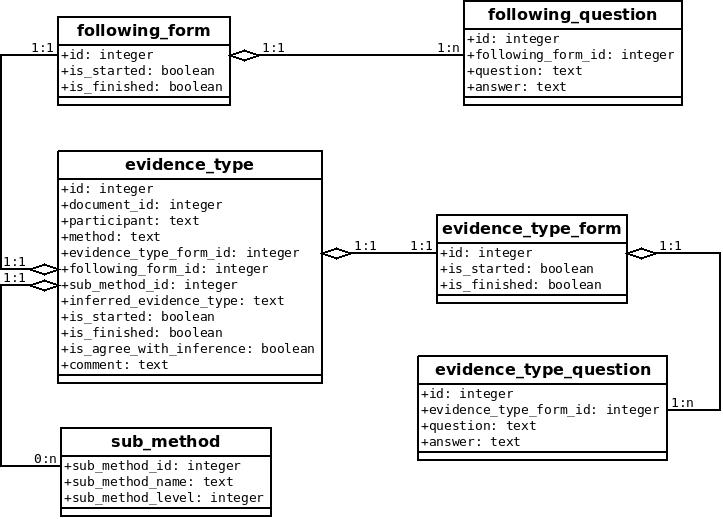 following_form
+id: integer
+is_started: boolean
+is_finished: boolean
1:1
1:1
1:n
following_question
+id: integer
+following_form_id: integer
+question: text
+answer: text
evidence_type
+id: integer
+document_id: integer
+participant: text
+method: text
+evidence_type_form_id: integer
+following_form_id: integer
+sub_method_id: integer
+inferred_evidence_type: text
+is_started: boolean
+is_finished: boolean
+is_agree_with_inference: boolean
+comment: text
1:1
1:1
1:1
1:1
evidence_type_form
+id: integer
+is_started: boolean
+is_finished: boolean
1:1
evidence_type_question
+id: integer
+evidence_type_form_id: integer
+question: text
+answer: text
1:n
0:n
sub_method
+sub_method_id: integer
+sub_method_name: text
+sub_method_level: integer